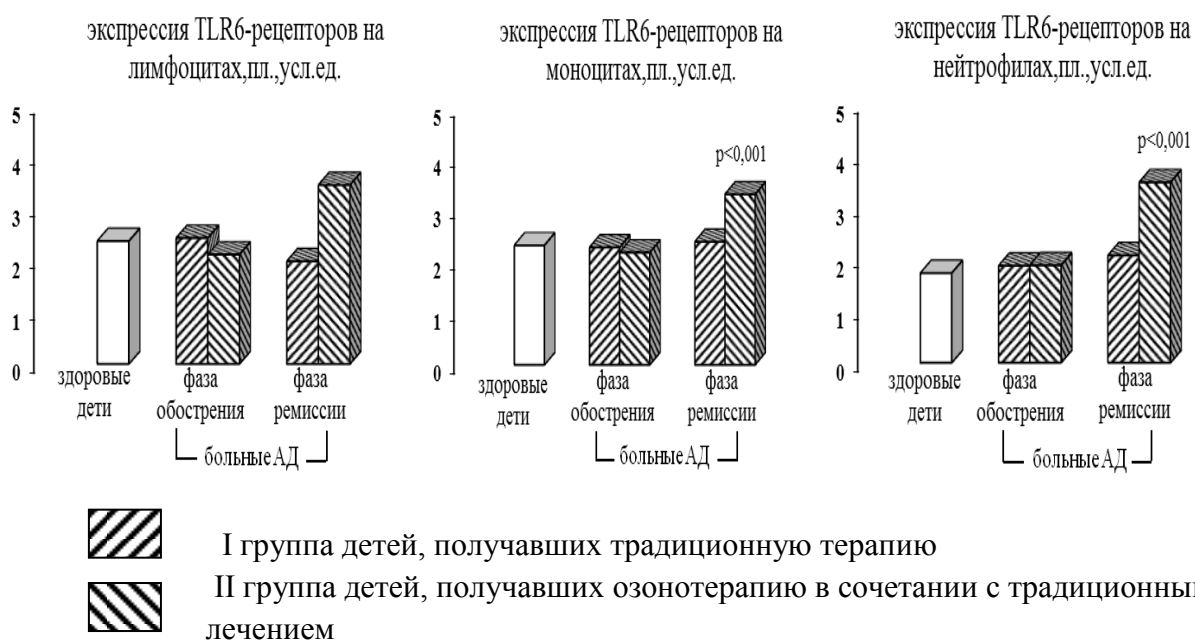 экспрессия TLR6-рецепторов на
лимфоцитах,пл.,усл.ед.
5
4
3
2
1
0
здоровые
дети
фаза
обострения
фаза
ремиссии
больные АД
экспрессия TLR6-рецепторов на
моноцитах,пл.,усл.ед.
5
4
3
2
1
0
p<0,001
здоровые
дети
фаза
обострения
фаза
ремиссии
больные АД
экспрессия TLR6-рецепторов на
нейтрофилах,пл.,усл.ед.
5
4
3
2
1
0
p<0,001
здоровые
дети
фаза
обострения
фаза
ремиссии
больные АД
I группа детей, получавших традиционную терапию
II группа детей, получавших озонотерапию в сочетании с традиционны
лечением